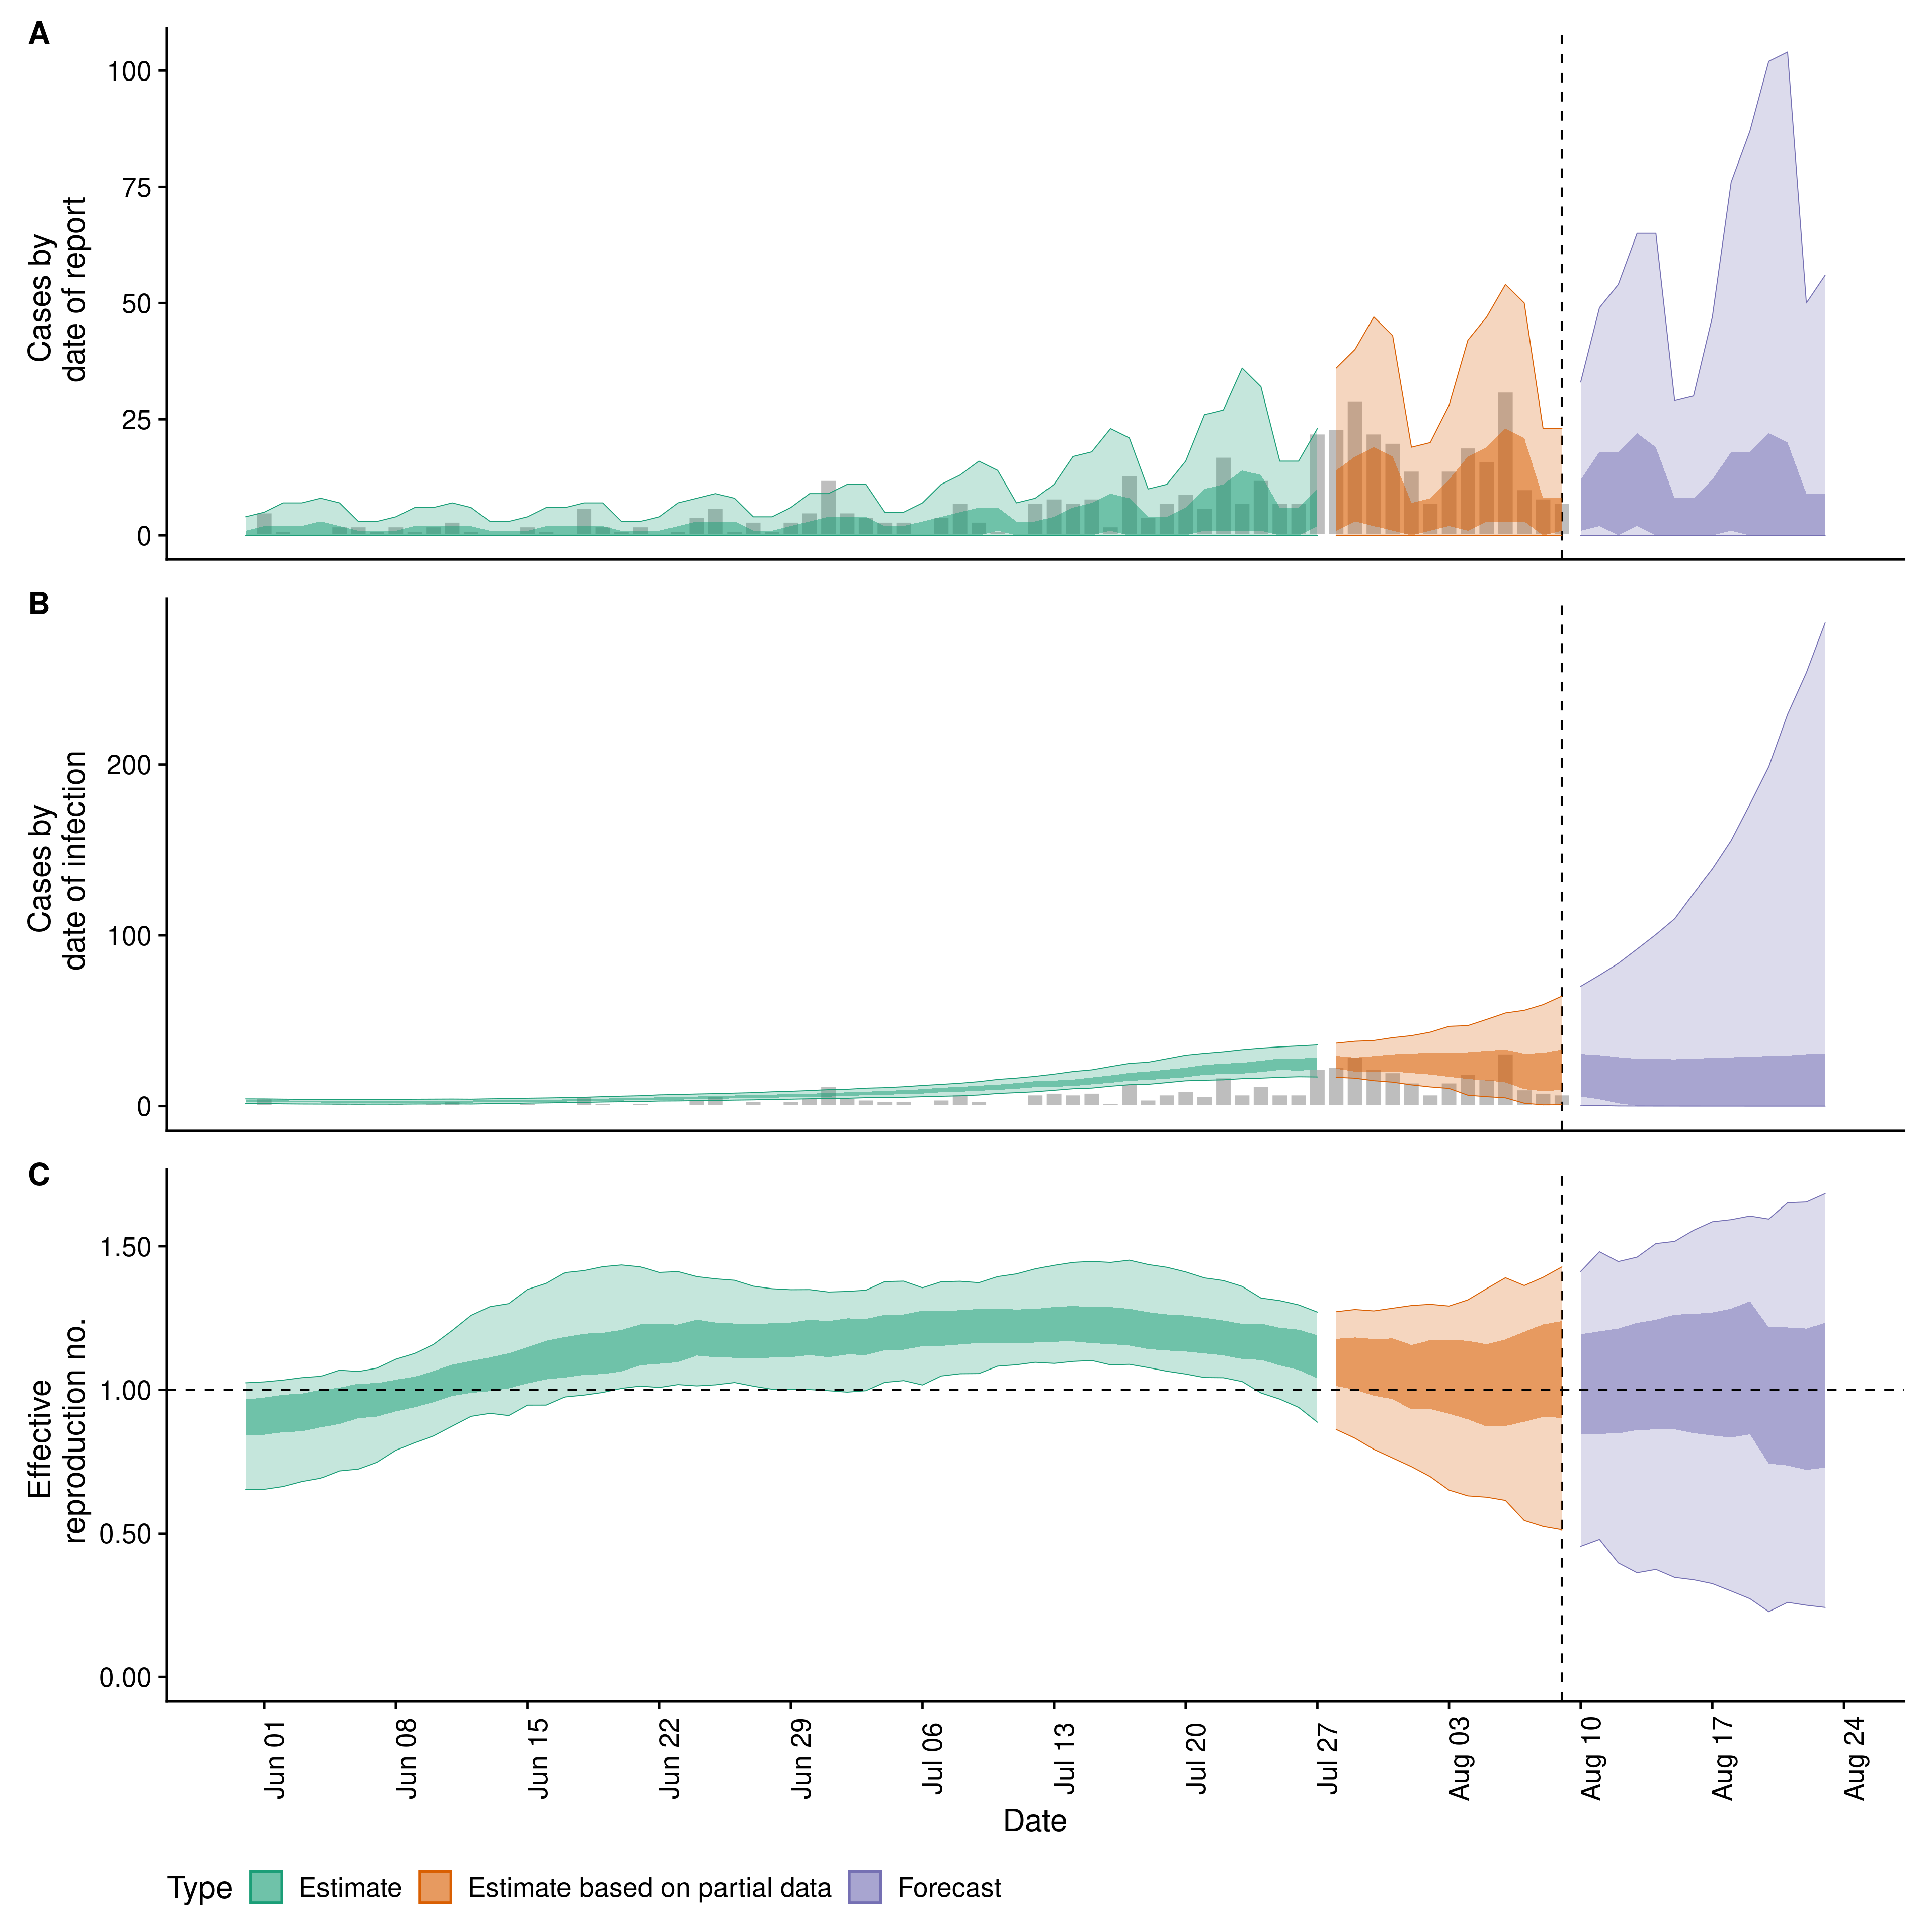 A
100
75
50
25
0
Cases by
date of report
B
200
100
0
Cases by
date of infection
C
1.50
1.00
0.50
0.00
Effective
reproduction no.
Jun 01
Jun 08
Jun 15
Jun 22
Jun 29
Jul 06
Jul 13
Jul 20
Jul 27
Aug 03
Aug 10
Aug 17
Aug 24
Date
Type Estimate Estimate based on partial data Forecast